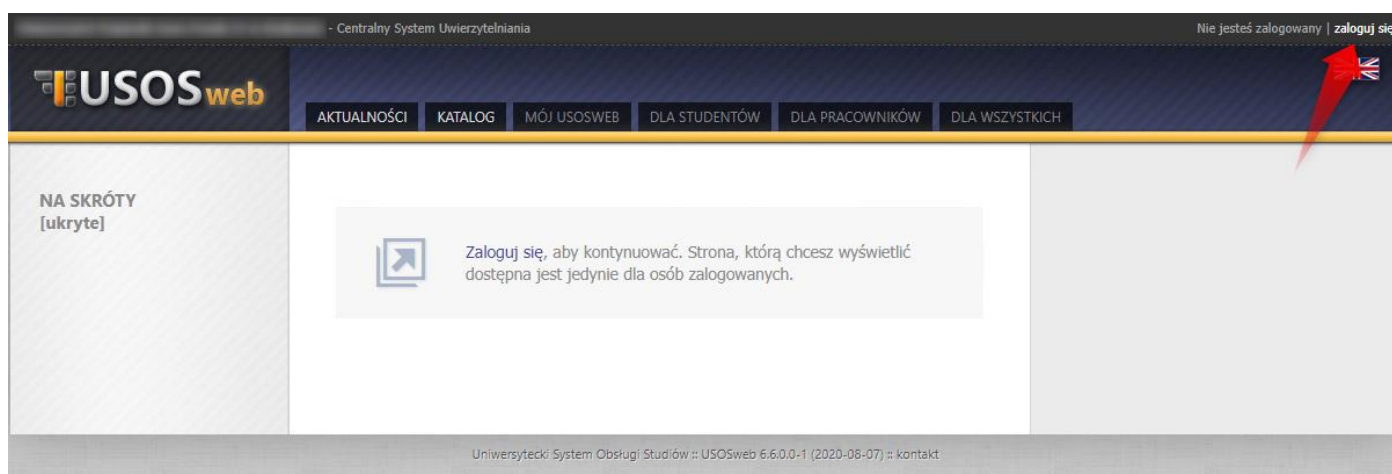 - Centralny System Uwierzytelniania
Nie jesteś zalogowany | zaloguj się
USOSweb
AKTUALNOŚCI KATALOG MÓJ USOSWEB DLA STUDENTÓW DLA PRACOWNIKÓW DLA WSZYSTKICH
NA SKRÓTY
[ukryte]
Zaloguj się, aby kontynuować. Strona, którą chcesz wyświetlić
dostępna jest jedynie dla osób zalogowanych.
Uniwersytecki System Obsługi Studiów :: USOSweb 6.6.0.0-1 (2020-08-07) :: kontakt